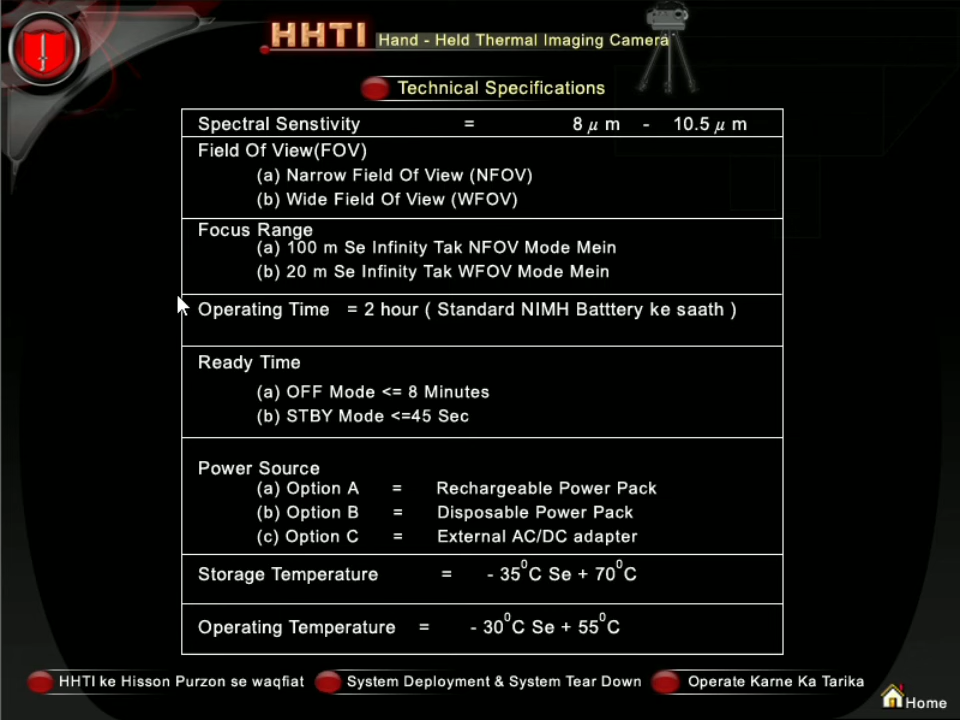 HHTI Hand - Held Thermal Imaging Camera
Technical Specifications
Spectral Senstivity = 8 μ m - 10.5 μ m
Field Of View(FOV)
(a) Narrow Field Of View (NFOV)
(b) Wide Field Of View (WFOV)
Focus Range
(a) 100 m Se Infinity Tak NFOV Mode Mein
(b) 20 m Se Infinity Tak WFOV Mode Mein
Operating Time = 2 hour ( Standard NIMH Batttery ke saath )
Ready Time
(a) OFF Mode <= 8 Minutes
(b) STBY Mode <=45 Sec
Power Source
(a) Option A = Rechargeable Power Pack
(b) Option B = Disposable Power Pack
(c) Option C = External AC/DC adapter
Storage Temperature = - 35⁰C Se + 70⁰C
Operating Temperature = - 30⁰C Se + 55⁰C
HHTI ke Hisson Purzon se waqfiat System Deployment & System Tear Down Operate Karne Ka Tarika
Home